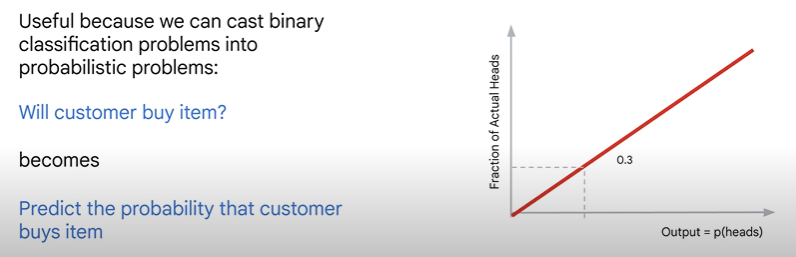 Useful because we can cast binary
classification problems into
probabilistic problems:
Will customer buy item?
becomes
Predict the probability that customer
buys item
Fraction of Actual Heads
0.3
Output = p(heads)